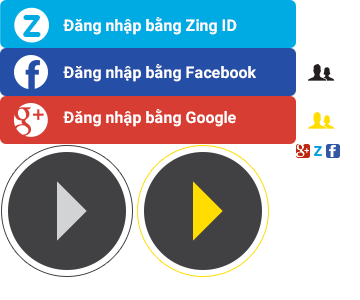 Z Đăng nhập bằng Zing ID
f Đăng nhập bằng Facebook
g+ Đăng nhập bằng Google
g+ Z f